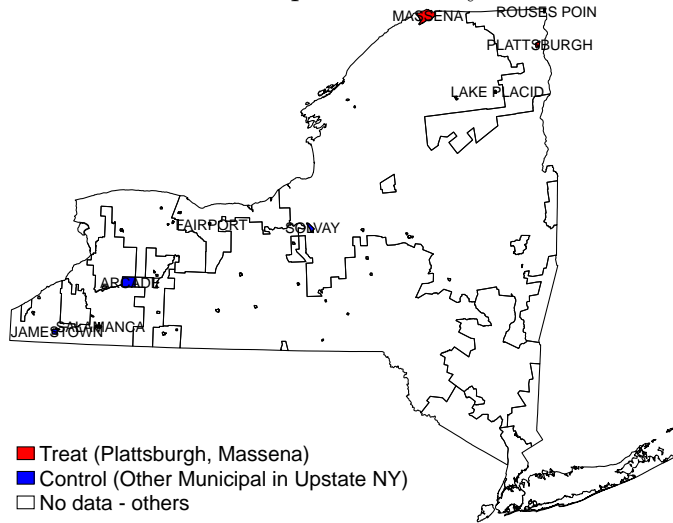 MASSENA
ROUSES POIN
PLATTSBURGH
LAKE PLACID
FAIRPORT
SOLVAY
ARCADE
SALAMANCA
JAMESTOWN
Treat (Plattsburgh, Massena)
Control (Other Municipal in Upstate NY)
No data - others